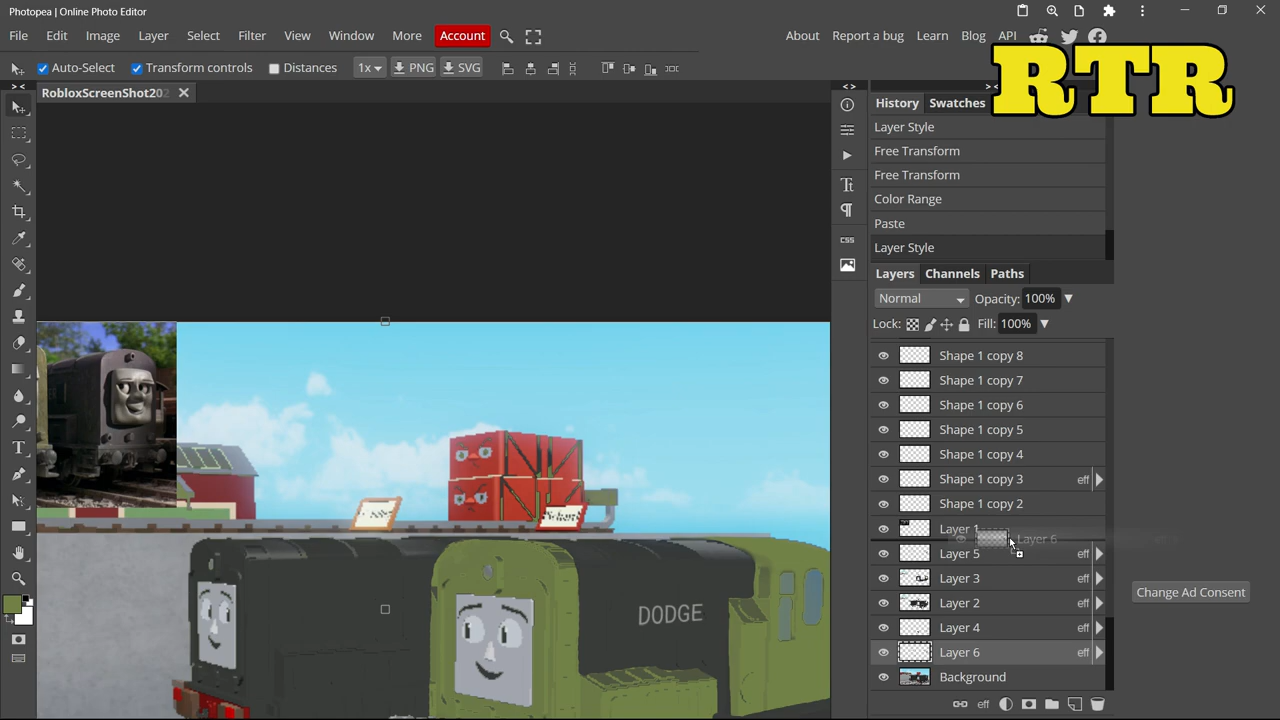 Photopea | Online Photo Editor
File Edit Image Layer Select Filter View Window More Account About Report a bug Learn Blog API
RTR
Auto-Select Transform controls Distances 1x PNG SVG
RobloxScreenShot202
History Swatches
Layer Style
Free Transform
Free Transform
Color Range
Paste
Layer Style
CSS
Layers Channels Paths
Normal Opacity: 100%
Lock: Fill: 100%
Shape 1 copy 8
Shape 1 copy 7
Shape 1 copy 6
Shape 1 copy 5
Shape 1 copy 4
Shape 1 copy 3 eff
Shape 1 copy 2
Layer 1
Layer 6
Layer 5 eff
Layer 3 eff
Layer 2 eff
Layer 4 eff
Layer 6 eff
Background
eff
Change Ad Consent
DODGE